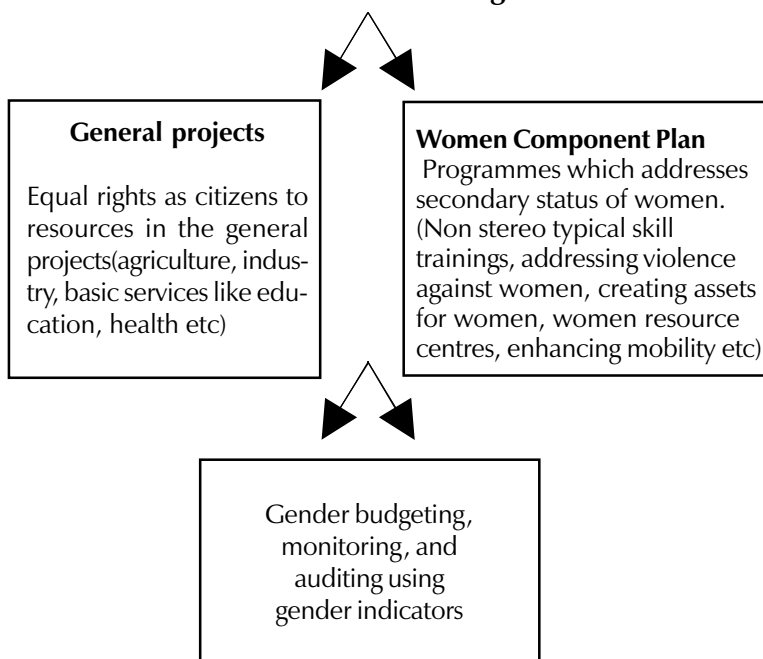 General projects
Equal rights as citizens to
resources in the general
projects(agriculture, indus-
try, basic services like edu-
cation, health etc)
Women Component Plan
Programmes which addresses
secondary status of women.
(Non stereo typical skill
trainings, addressing violence
against women, creating assets
for women, women resource
centres, enhancing mobility etc)
Gender budgeting,
monitoring, and
auditing using
gender indicators